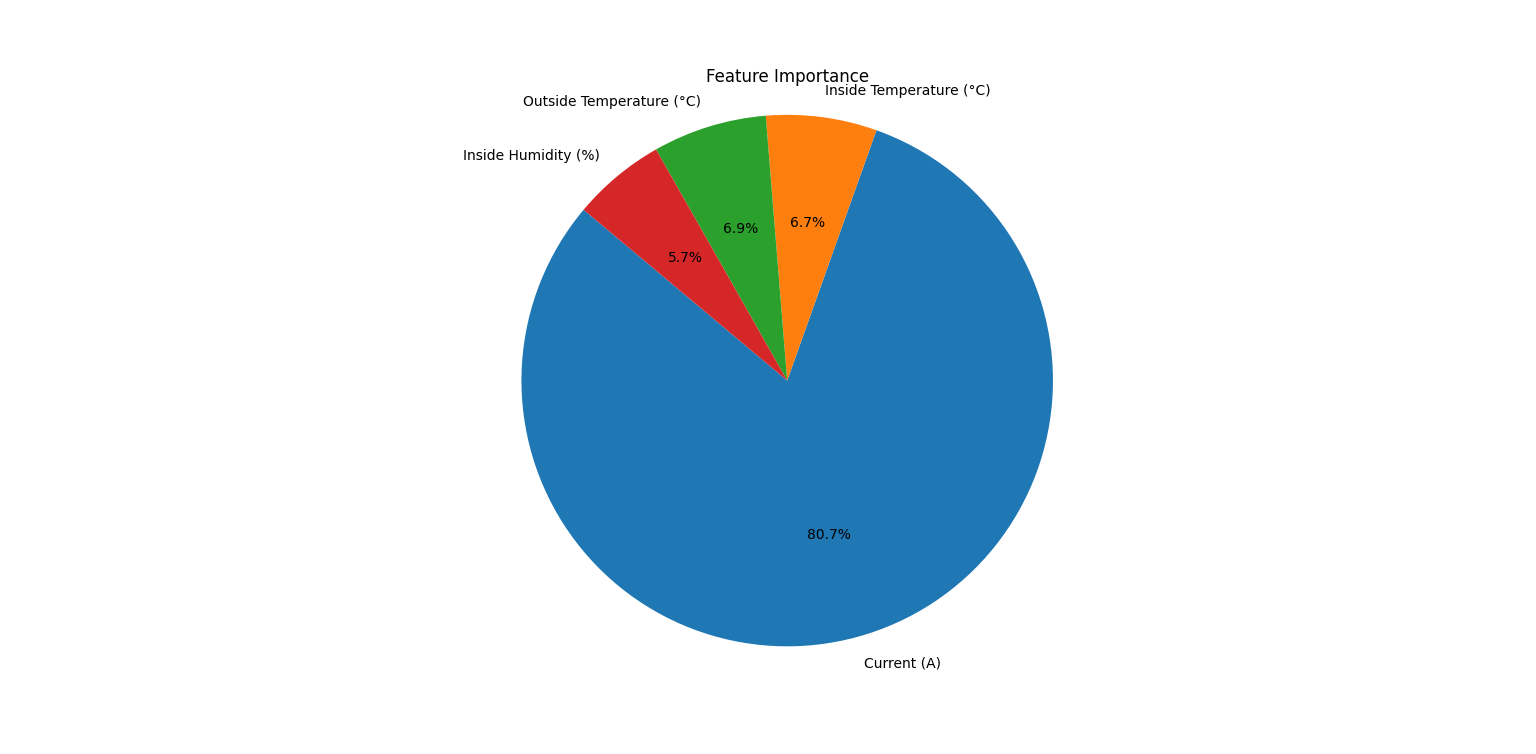 Feature Importance
Inside Temperature (°C)
Outside Temperature (°C)
Inside Humidity (%)
6.7%
6.9%
5.7%
80.7%
Current (A)